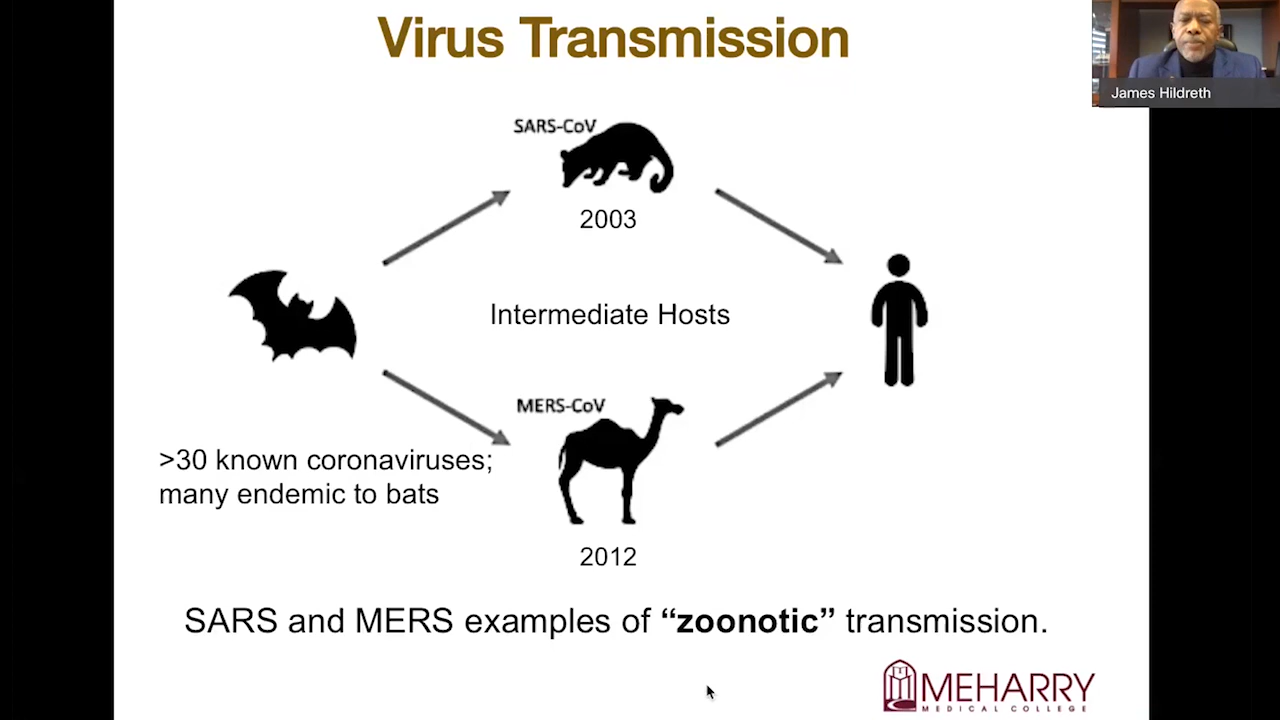 Virus Transmission
James Hildreth
SARS-CoV
2003
Intermediate Hosts
MERS-CoV
>30 known coronaviruses;
many endemic to bats
2012
SARS and MERS examples of “zoonotic” transmission.
MEHARRY
MEDICAL COLLEGE